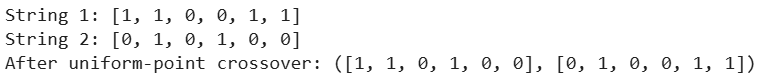 String 1: [1, 1, 0, 0, 1, 1]
String 2: [0, 1, 0, 1, 0, 0]
After uniform-point crossover: ([1, 1, 0, 1, 0, 0], [0, 1, 0, 0, 1, 1])